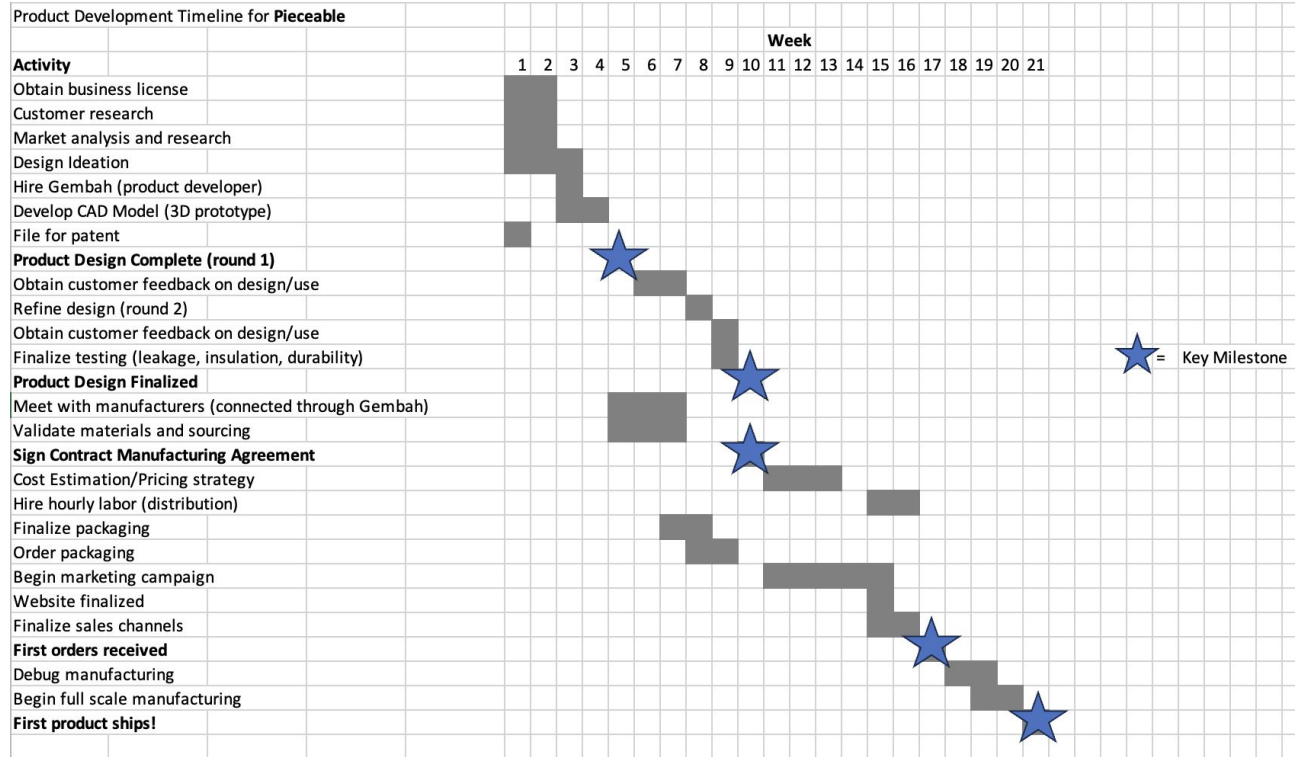 Product Development Timeline for Pieceable
Week
Activity 1 2 3 4 5 6 7 8 9 10 11 12 13 14 15 16 17 18 19 20 21
Obtain business license
Customer research
Market analysis and research
Design Ideation
Hire Gembah (product developer)
Develop CAD Model (3D prototype)
File for patent
Product Design Complete (round 1)
Obtain customer feedback on design/use
Refine design (round 2)
Obtain customer feedback on design/use
Finalize testing (leakage, insulation, durability)
= Key Milestone
Product Design Finalized
Meet with manufacturers (connected through Gembah)
Validate materials and sourcing
Sign Contract Manufacturing Agreement
Cost Estimation/Pricing strategy
Hire hourly labor (distribution)
Finalize packaging
Order packaging
Begin marketing campaign
Website finalized
Finalize sales channels
First orders received
Debug manufacturing
Begin full scale manufacturing
First product ships!